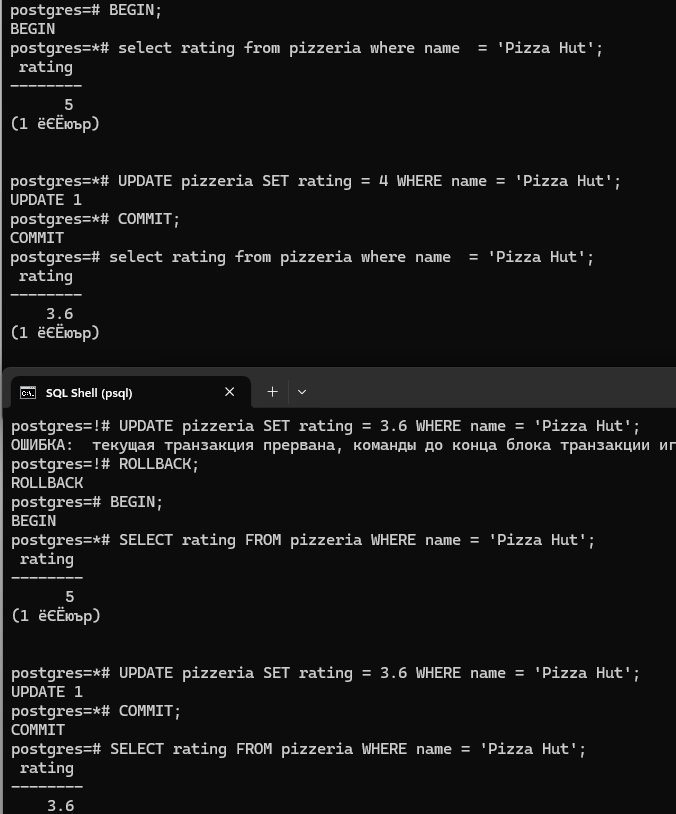 postgres=# BEGIN;
BEGIN
postgres=*# select rating from pizzeria where name  = 'Pizza Hut';
 rating
--------
      5
(1 ёЄЁюър)
postgres=*# UPDATE pizzeria SET rating = 4 WHERE name = 'Pizza Hut';
UPDATE 1
postgres=*# COMMIT;
COMMIT
postgres=# select rating from pizzeria where name  = 'Pizza Hut';
 rating
--------
    3.6
(1 ёЄЁюър)
SQL Shell (psql)
postgres=!# UPDATE pizzeria SET rating = 3.6 WHERE name = 'Pizza Hut';
ОШИБКА:  текущая транзакция прервана, команды до конца блока транзакции иг
postgres=!# ROLLBACK;
ROLLBACK
postgres=# BEGIN;
BEGIN
postgres=*# SELECT rating FROM pizzeria WHERE name = 'Pizza Hut';
 rating
--------
      5
(1 ёЄЁюър)
postgres=*# UPDATE pizzeria SET rating = 3.6 WHERE name = 'Pizza Hut';
UPDATE 1
postgres=*# COMMIT;
COMMIT
postgres=# SELECT rating FROM pizzeria WHERE name = 'Pizza Hut';
 rating
--------
    3.6